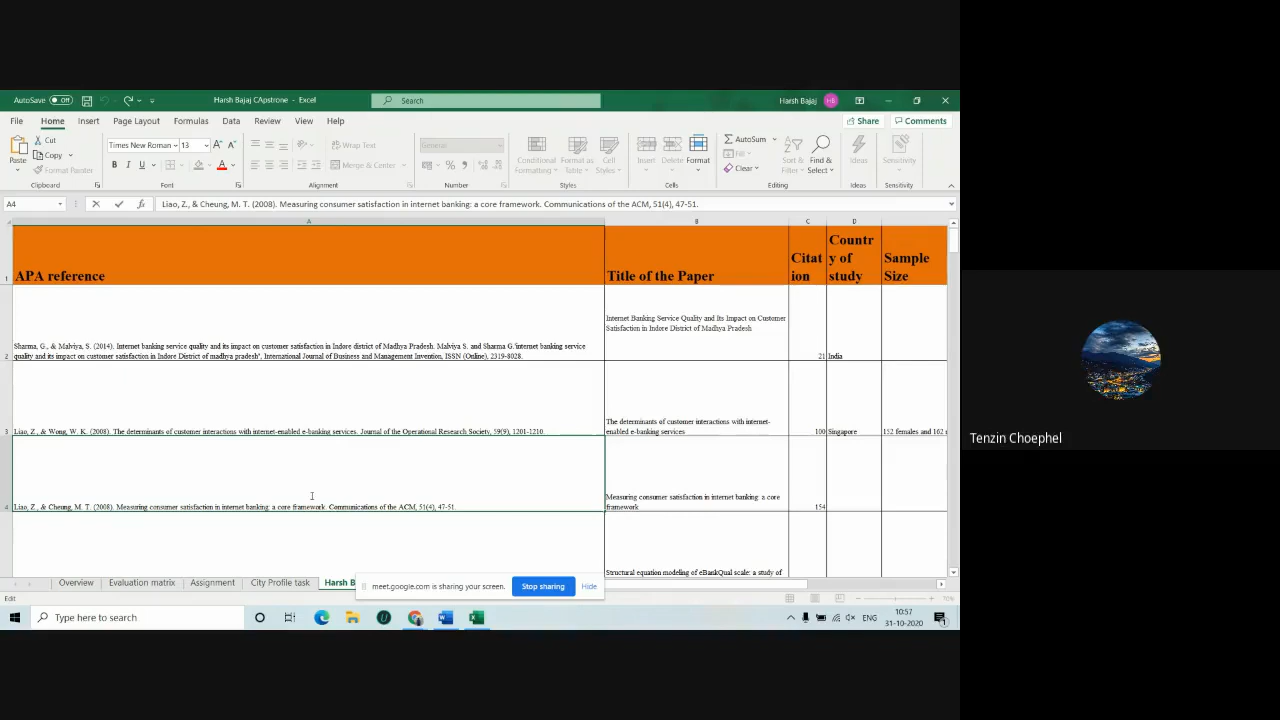 AutoSave Off
Harsh Bajaj CApstrone - Excel
Search
Harsh Bajaj
HB
File Home Insert Page Layout Formulas Data Review View Help
Share Comments
Paste
Cut
Copy
Format Painter
Times New Roman 13
B I U
Wrap Text
Merge & Center
General
Conditional Formatting
Format as Table
Cell Styles
Insert Delete Format
AutoSum
Fill
Clear
Sort & Filter
Find & Select
Ideas
Sensitivity
Clipboard Font Alignment Number Styles Cells Editing Ideas Sensitivity
A4
Liao, Z., & Cheung, M. T. (2008). Measuring consumer satisfaction in internet banking: a core framework. Communications of the ACM, 51(4), 47-51.
A B C D
1
APA reference
Title of the Paper
Citat
ion
Countr
y of
study
Sample
Size
2
Sharma, G., & Malviya, S. (2014). Internet banking service quality and its impact on customer satisfaction in Indore district of Madhya Pradesh. Malviya S. and Sharma G.'internet banking service
quality and its impact on customer satisfaction in Indore District of madhya pradesh", International Journal of Business and Management Invention, ISSN (Online), 2319-8028.
Internet Banking Service Quality and Its Impact on Customer
Satisfaction in Indore District of Madhya Pradesh
21 India
3
Liao, Z., & Wong, W. K. (2008). The determinants of customer interactions with internet-enabled e-banking services. Journal of the Operational Research Society, 59(9), 1201-1210.
The determinants of customer interactions with internet-
enabled e-banking services
100 Singapore
152 females and 162
4
Liao, Z., & Cheung, M. T. (2008). Measuring consumer satisfaction in internet banking: a core framework. Communications of the ACM, 51(4), 47-51.
Measuring consumer satisfaction in internet banking: a core
framework
154
Structural equation modeling of eBankQual scale: a study of
Overview Evaluation matrix Assignment City Profile task Harsh B
meet.google.com is sharing your screen. Stop sharing Hide
Edit
70%
Type here to search
ENG
10:57
31-10-2020
Tenzin Choephel